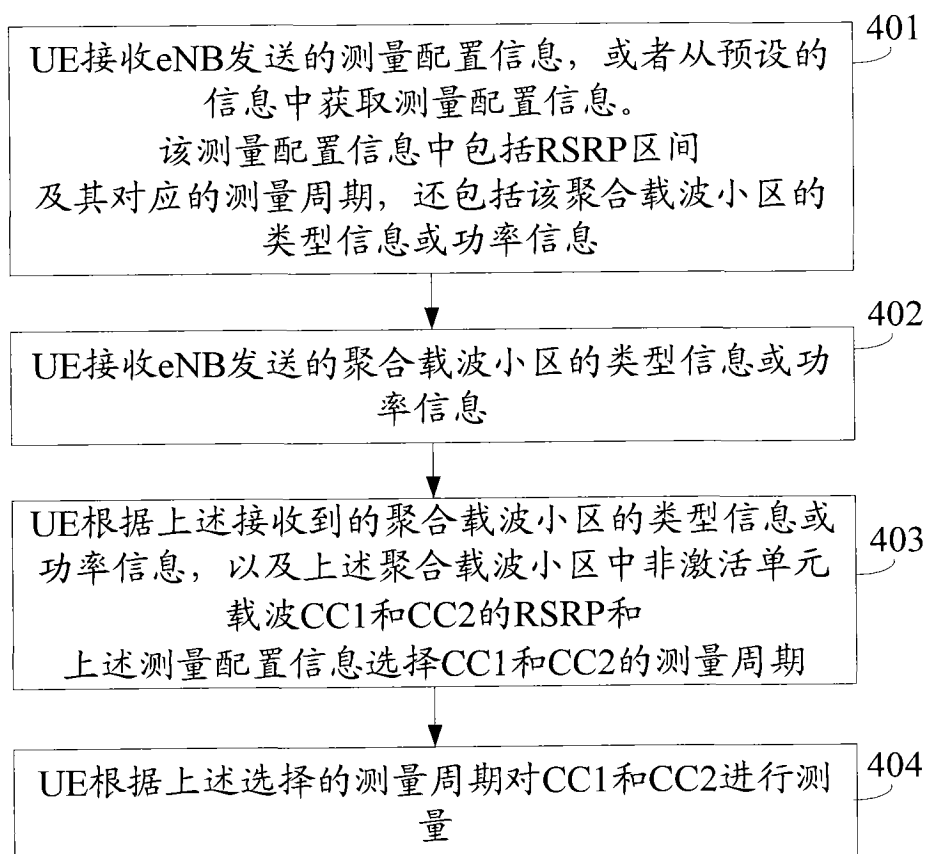 401
UE接收eNB发送的测量配置信息，或者从预设的
信息中获取测量配置信息。
该测量配置信息中包括RSRP区间
及其对应的测量周期，还包括该聚合载波小区的
类型信息或功率信息
402
UE接收eNB发送的聚合载波小区的类型信息或功
率信息
403
UE根据上述接收到的聚合载波小区的类型信息或
功率信息，以及上述聚合载波小区中非激活单元
载波CC1和CC2的RSRP和
上述测量配置信息选择CC1和CC2的测量周期
404
UE根据上述选择的测量周期对CC1和CC2进行测
量